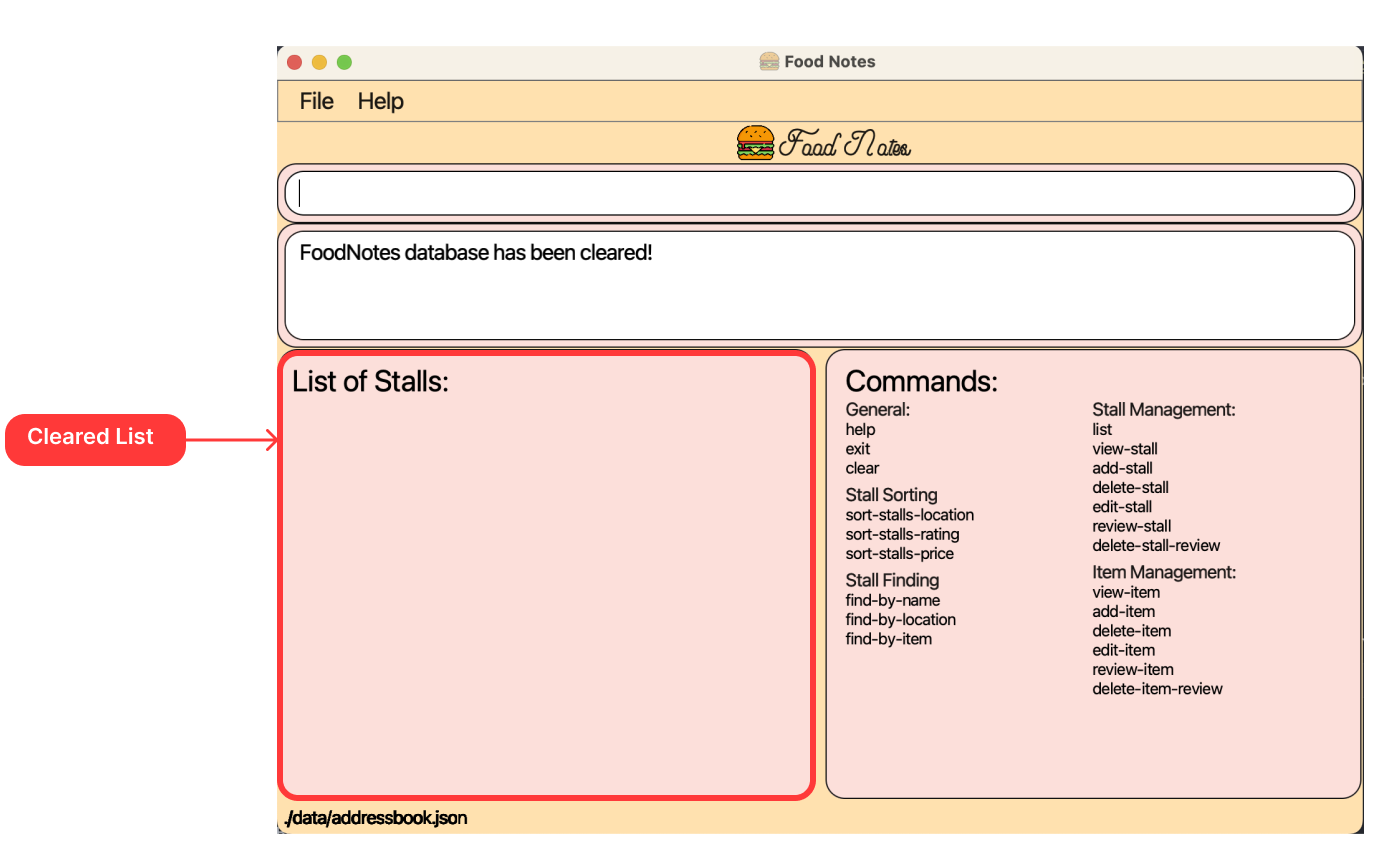 Food Notes
File Help
Food Notes
FoodNotes database has been cleared!
Cleared List
List of Stalls:
Commands:
General:
help
exit
clear
Stall Sorting
sort-stalls-location
sort-stalls-rating
sort-stalls-price
Stall Finding
find-by-name
find-by-location
find-by-item
Stall Management:
list
view-stall
add-stall
delete-stall
edit-stall
review-stall
delete-stall-review
Item Management:
view-item
add-item
delete-item
edit-item
review-item
delete-item-review
./data/addressbook.json